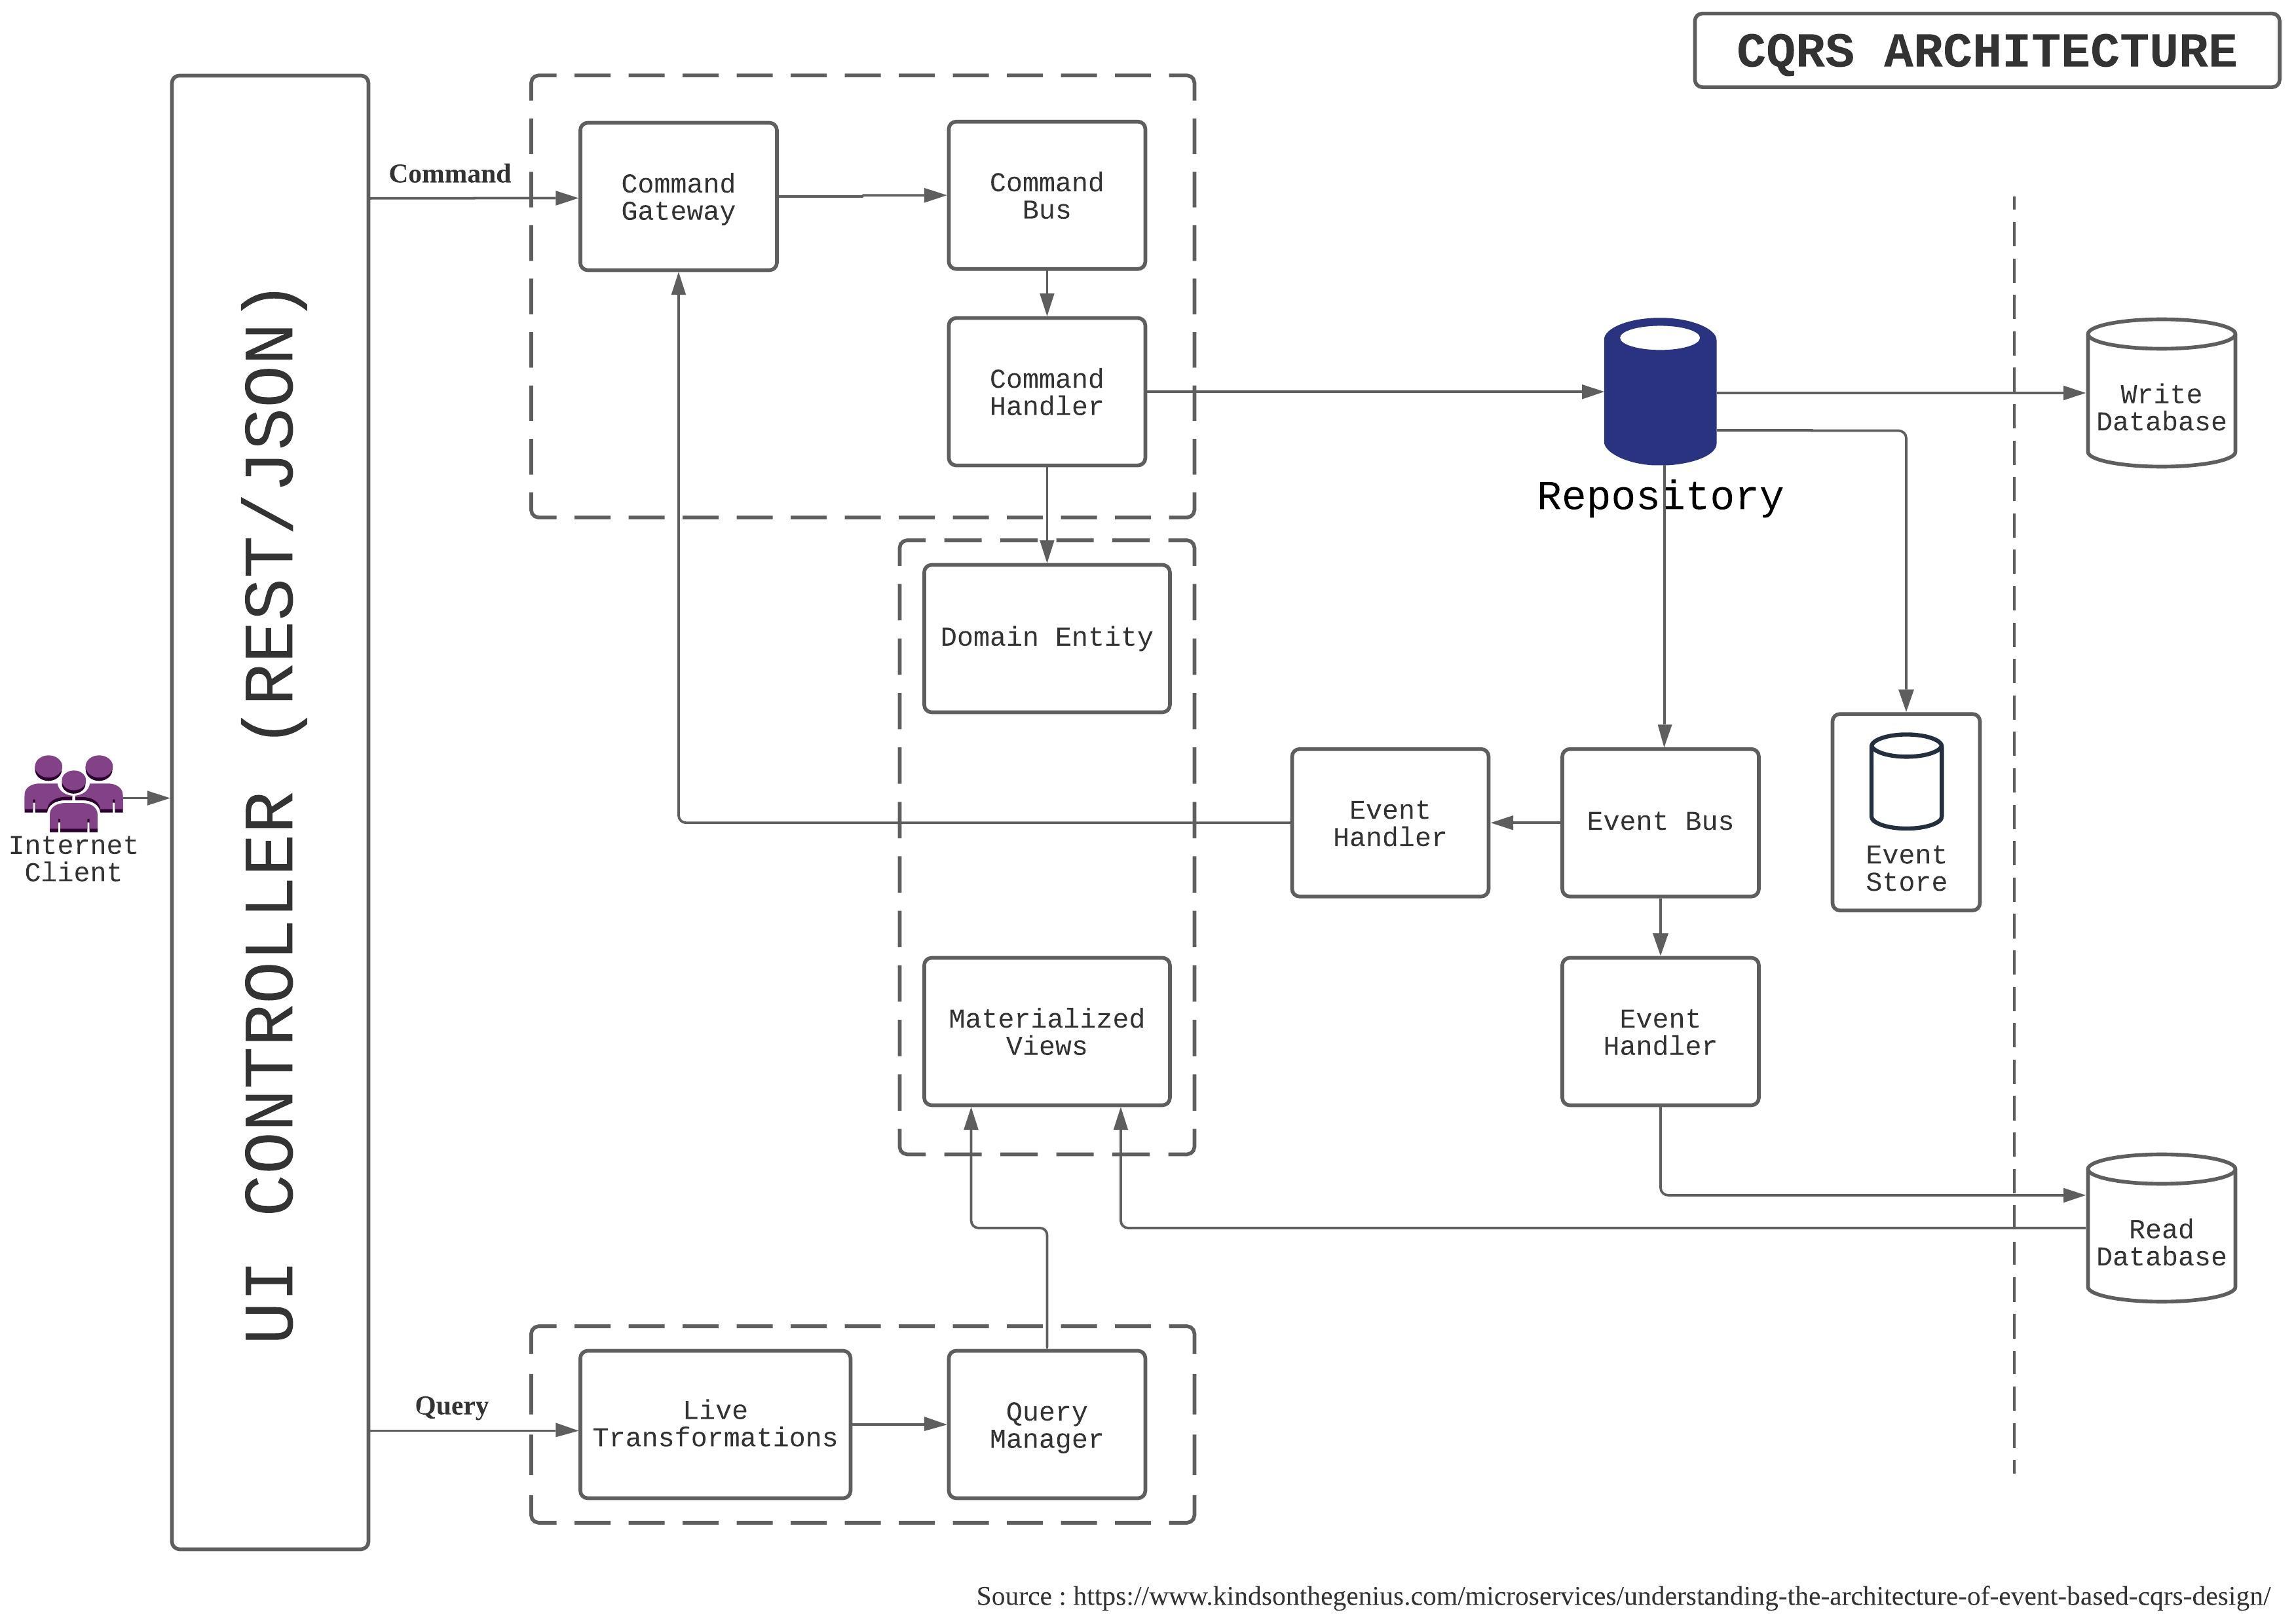 CQRS ARCHITECTURE
Command
Command
Gateway
Command
Bus
Command
Handler
Repository
Write
Database
Domain Entity
UI CONTROLLER (REST/JSON)
Internet
Client
Event
Handler
Event Bus
Event
Store
Materialized
Views
Event
Handler
Read
Database
Query
Live
Transformations
Query
Manager
Source : https://www.kindsonthegenius.com/microservices/understanding-the-architecture-of-event-based-cqrs-design/